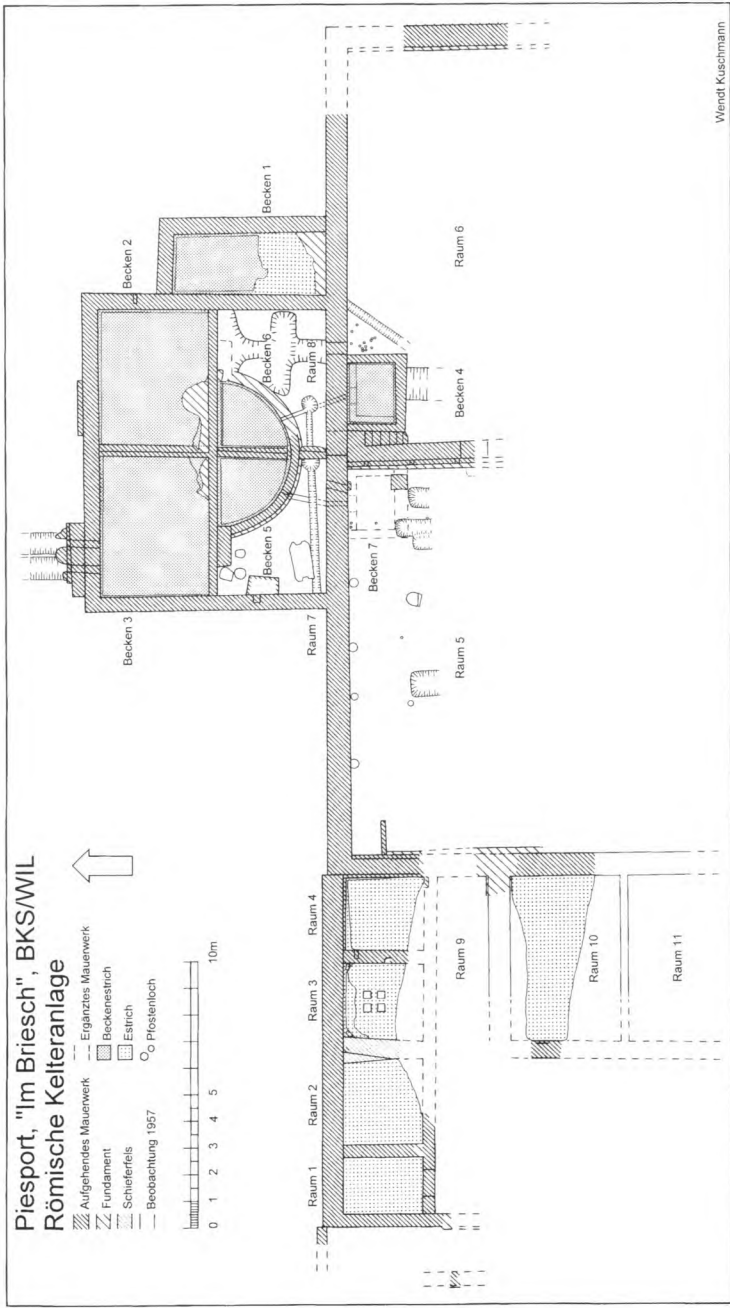 Piesport, "Im Briesch", BKS/WIL
Römische Kelteranlage
Aufgehendes Mauerwerk
Fundament
Schieferfels
Beobachtung 1957
Ergänztes Mauerwerk
Beckenestrich
Estrich
Pfostenloch
0 1 2 3 4 5 10m
Becken 3
Becken 2
Becken 1
Becken 5
Becken 6
Raum 7
Raum 8
Becken 7
Becken 4
Raum 1
Raum 2
Raum 3
Raum 4
Raum 5
Raum 6
Raum 9
Raum 10
Raum 11
Wendt Kuschmann